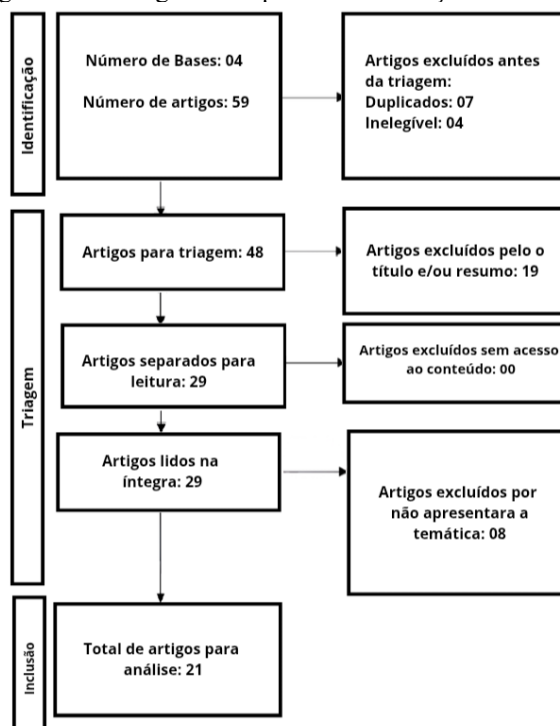 Identificação
Número de Bases: 04
Número de artigos: 59
Artigos excluídos antes
da triagem:
Duplicados: 07
Inelegível: 04
Triagem
Artigos para triagem: 48
Artigos excluídos pelo o
título e/ou resumo: 19
Artigos separados para
leitura: 29
Artigos excluídos sem acesso
ao conteúdo: 00
Artigos lidos na
íntegra: 29
Artigos excluídos por
não apresentara a
temática: 08
Inclusão
Total de artigos para
análise: 21